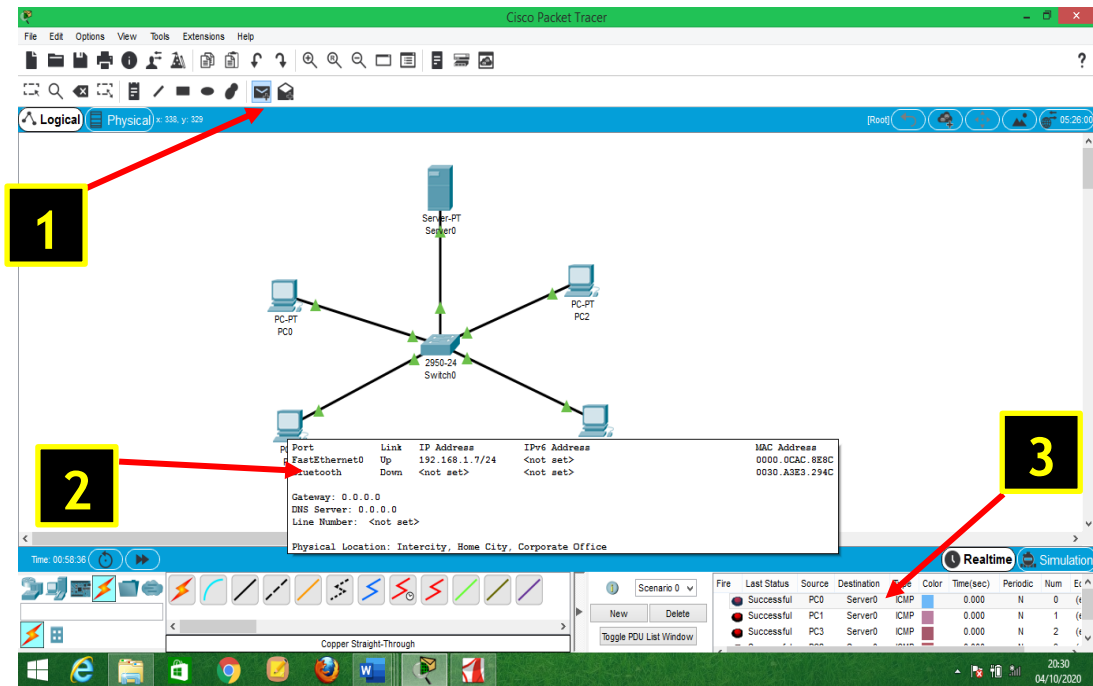 Cisco Packet Tracer
File Edit Options View Tools Extensions Help
?
Logical Physical x: 338, y: 329 [Root] 05:26:00
1
Server-PT
Server0
PC-PT
PC0
PC-PT
PC2
2950-24
Switch0
Port Link IP Address IPv6 Address MAC Address
FastEthernet0 Up 192.168.1.7/24 <not set> 0000.0CAC.8E8C
Bluetooth Down <not set> <not set> 0030.A3E3.294C
Gateway: 0.0.0.0
DNS Server: 0.0.0.0
Line Number: <not set>
Physical Location: Intercity, Home City, Corporate Office
2
3
Time: 00:58:36 Realtime Simulation
Scenario 0
New Delete
Toggle PDU List Window
Copper Straight-Through
Fire Last Status Source Destination Type Color Time(sec) Periodic Num
Successful PC0 Server0 ICMP 0.000 N 0
Successful PC1 Server0 ICMP 0.000 N 1
Successful PC3 Server0 ICMP 0.000 N 2
20:30
04/10/2020